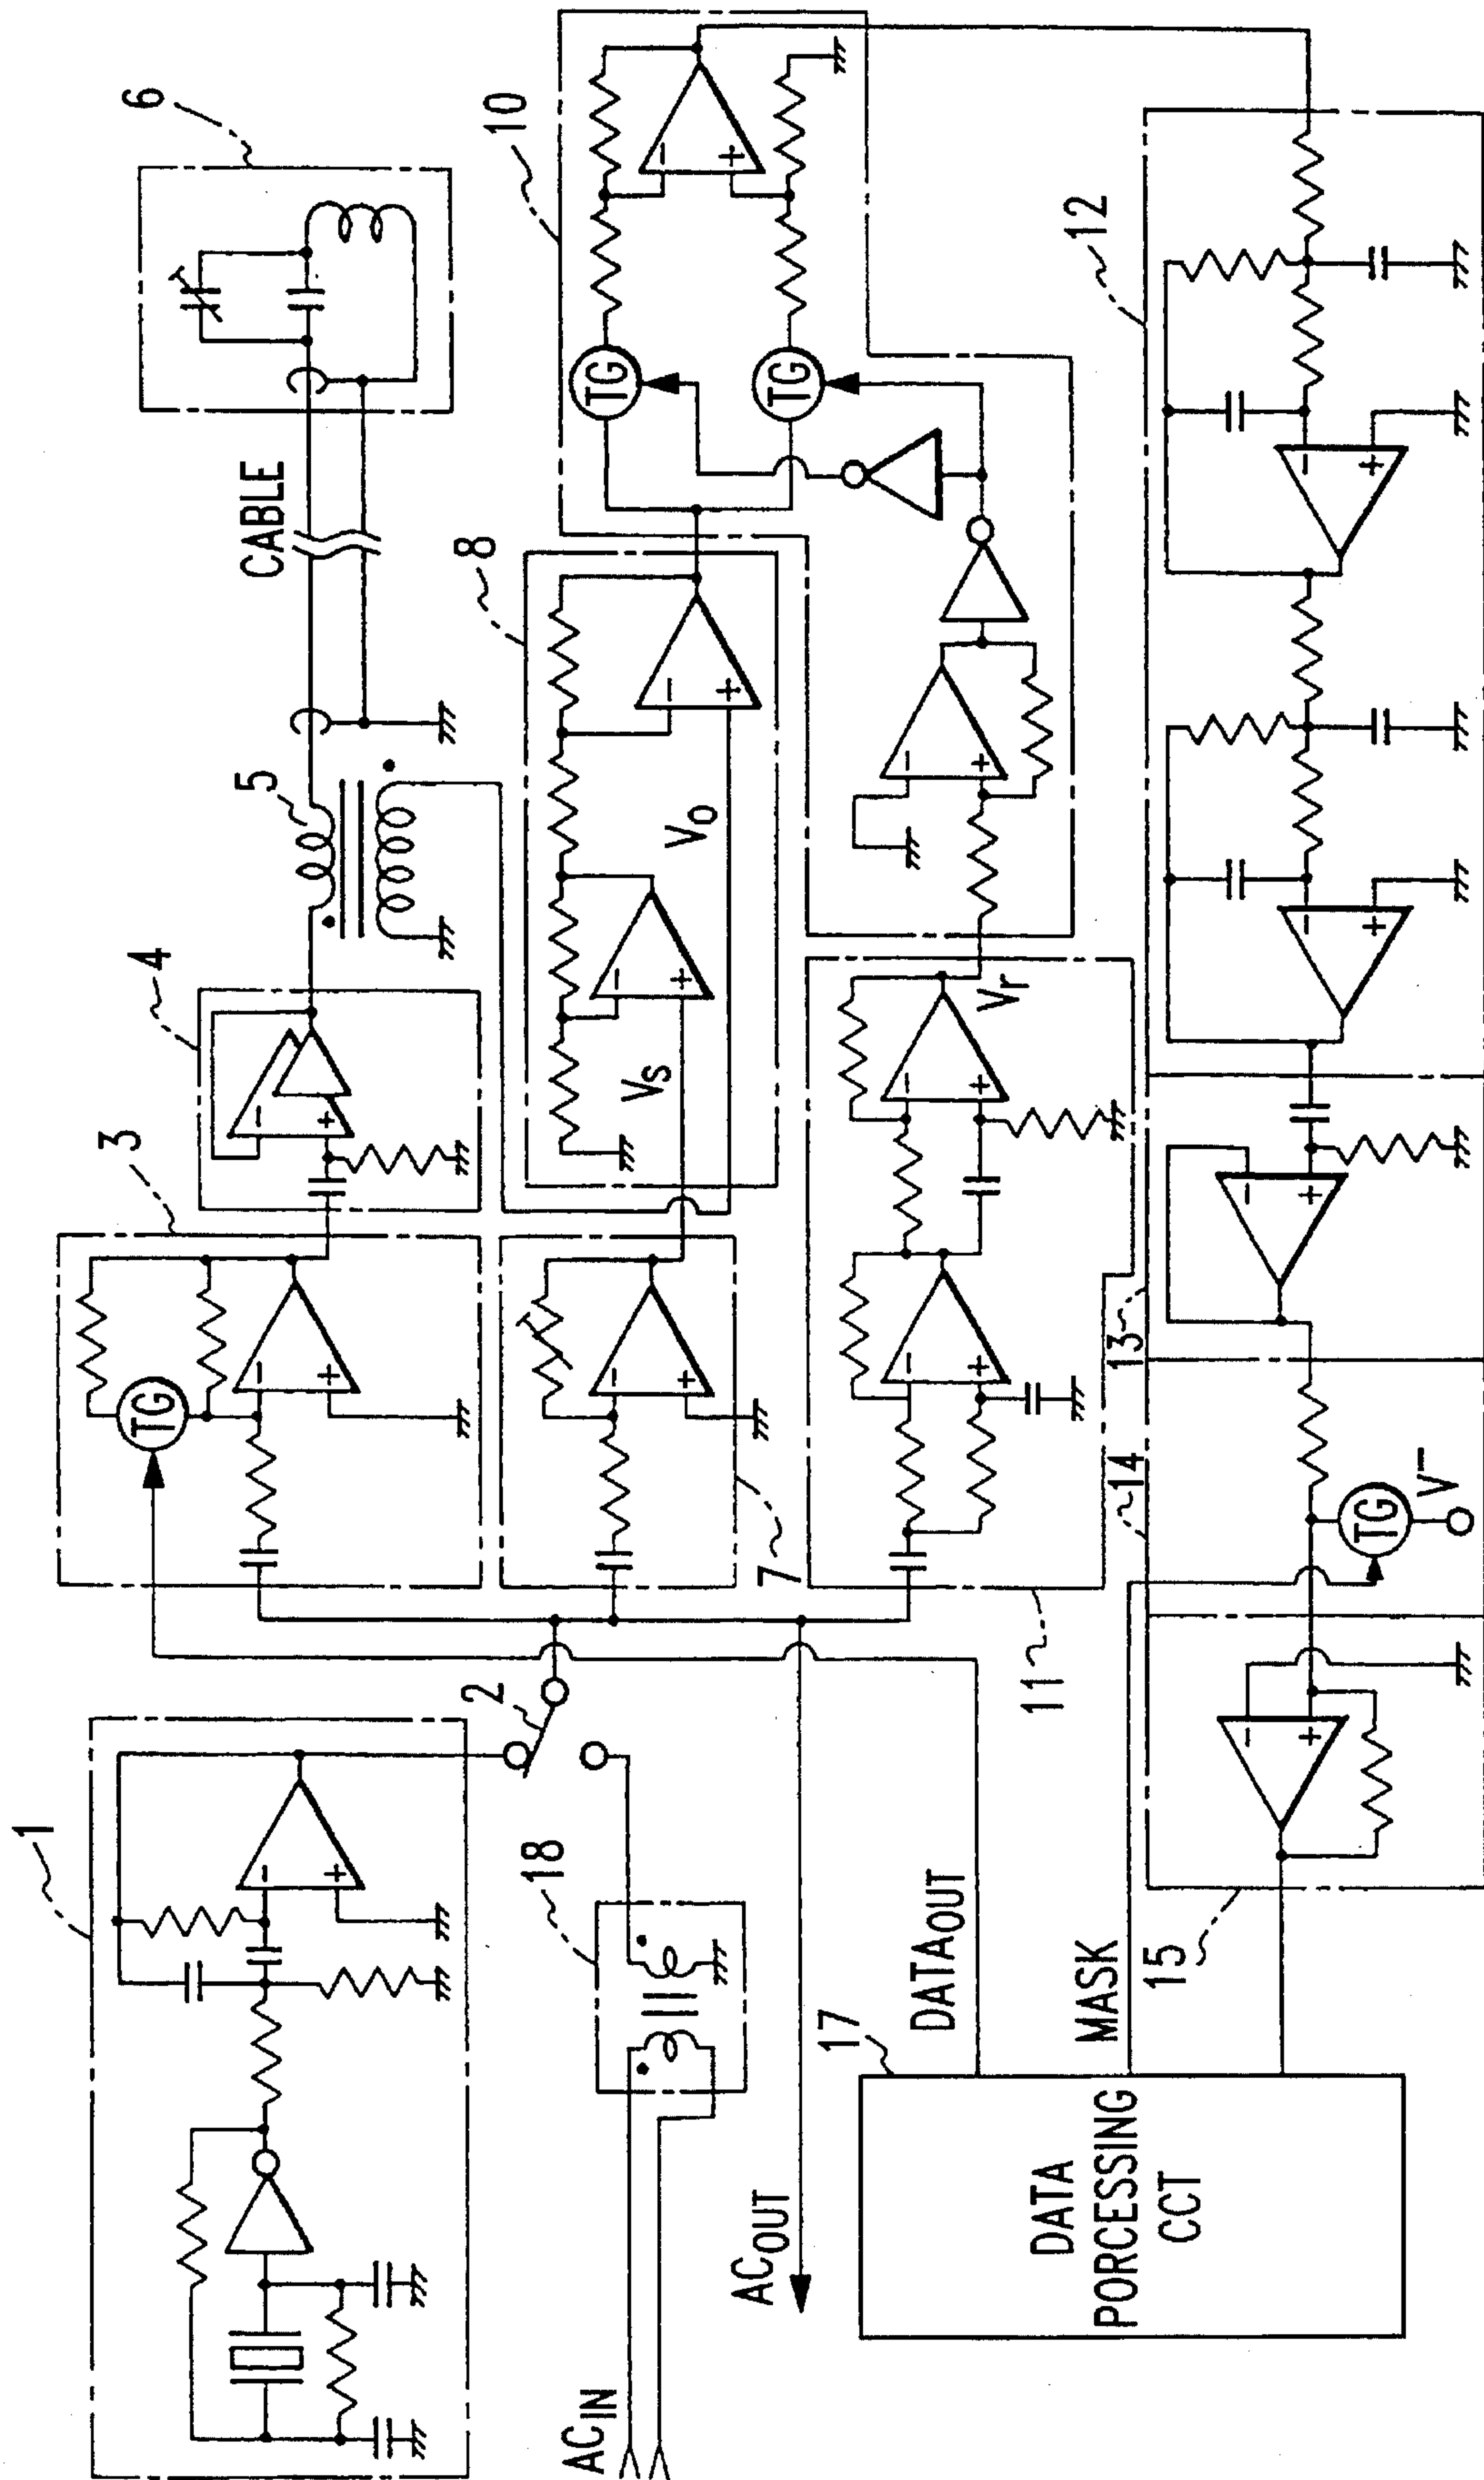 1
2
3
4
5
CABLE
6
TG
−
+
−
+
−
+
7
TG
−
+
8
VS
−
+
VO
−
+
10
TG
TG
−
+
−
+
18
ACIN
ACOUT
11
−
+
−
+
Vr
17
DATAOUT
MASK
DATA
PORCESSING
CCT
15
−
+
14
TG
V−
13
−
+
12
−
+
−
+